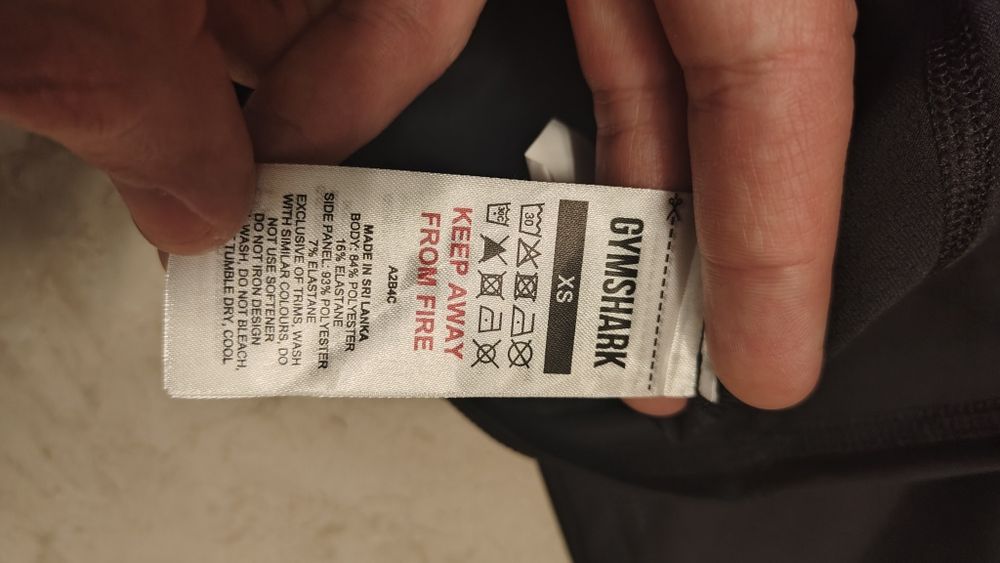 GYMSHARK
XS
30
30C
KEEP AWAY
FROM FIRE
A2B4C
MADE IN SRI LANKA
BODY: 84% POLYESTER
16% ELASTANE
SIDE PANEL: 93% POLYESTER
7% ELASTANE
EXCLUSIVE OF TRIMS, WASH
WITH SIMILAR COLOURS, DO
NOT USE SOFTENER
DO NOT IRON DESIGN
WASH, DO NOT BLEACH,
TUMBLE DRY, COOL